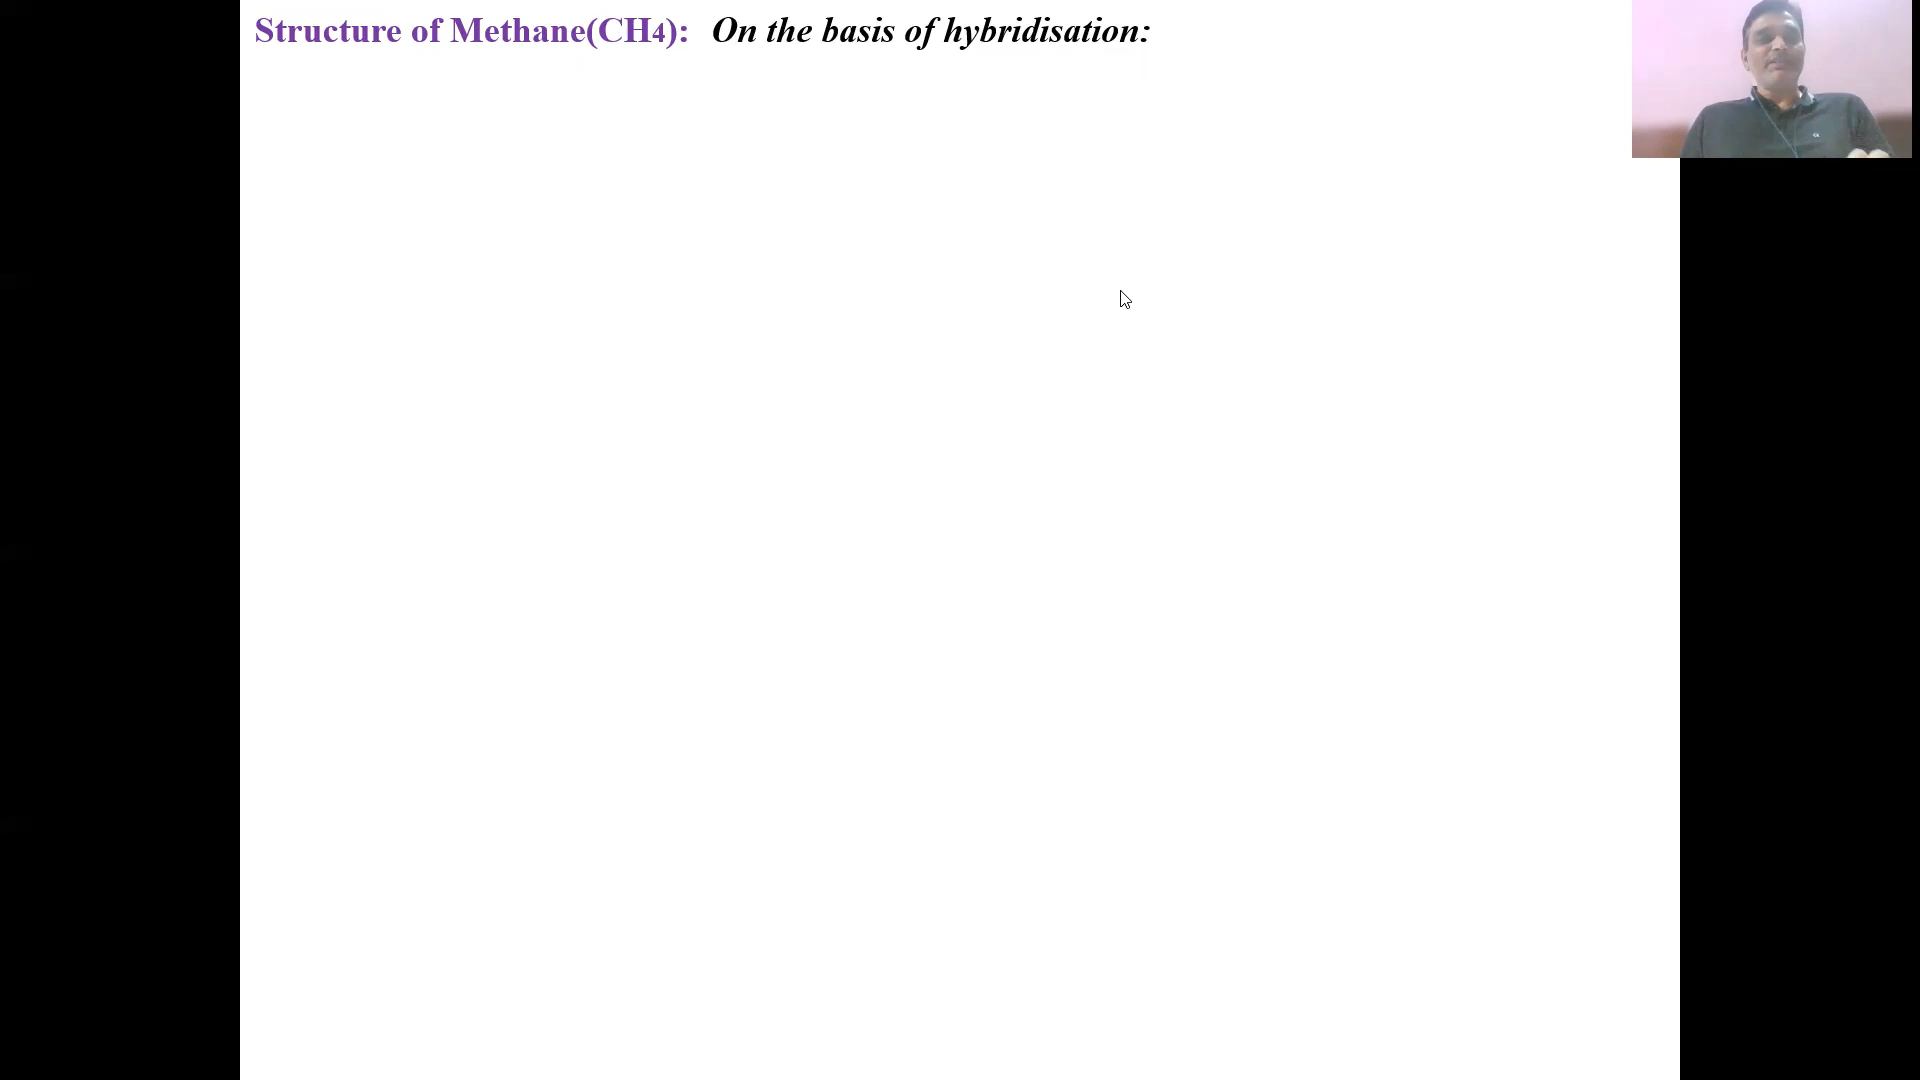 Structure of Methane(CH4): On the basis of hybridisation: